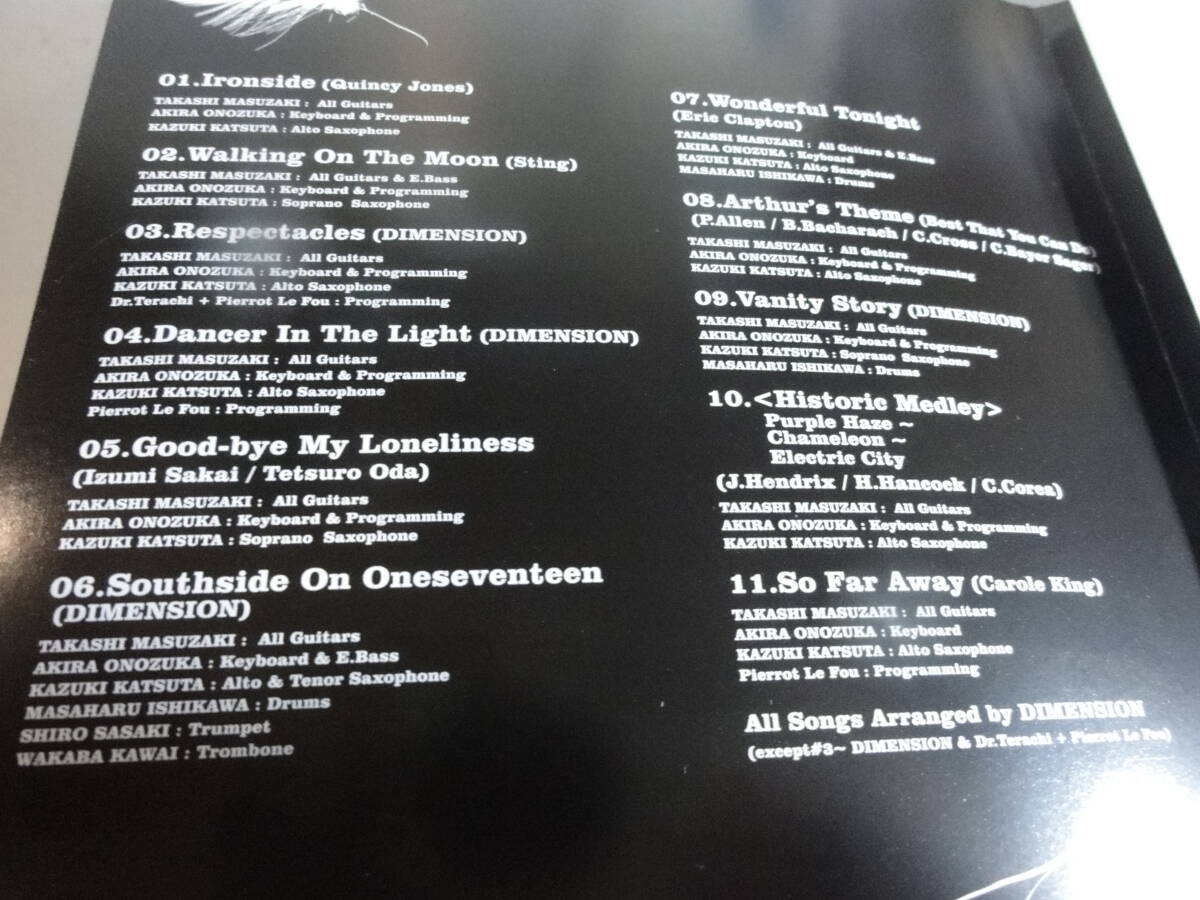 01.Ironside (Quincy Jones)
TAKASHI MASUZAKI : All Guitars
AKIRA ONOZUKA : Keyboard & Programming
KAZUKI KATSUTA : Alto Saxophone
02.Walking On The Moon (Sting)
TAKASHI MASUZAKI : All Guitars & E.Bass
AKIRA ONOZUKA : Keyboard & Programming
KAZUKI KATSUTA : Soprano Saxophone
03.Respectacles (DIMENSION)
TAKASHI MASUZAKI : All Guitars
AKIRA ONOZUKA : Keyboard & Programming
KAZUKI KATSUTA : Alto Saxophone
Dr.Terachi + Pierrot Le Fou : Programming
04.Dancer In The Light (DIMENSION)
TAKASHI MASUZAKI : All Guitars
AKIRA ONOZUKA : Keyboard & Programming
KAZUKI KATSUTA : Alto Saxophone
Pierrot Le Fou : Programming
05.Good-bye My Loneliness
(Izumi Sakai / Tetsuro Oda)
TAKASHI MASUZAKI : All Guitars
AKIRA ONOZUKA : Keyboard & Programming
KAZUKI KATSUTA : Soprano Saxophone
06.Southside On Oneseventeen
(DIMENSION)
TAKASHI MASUZAKI : All Guitars
AKIRA ONOZUKA : Keyboard & E.Bass
KAZUKI KATSUTA : Alto & Tenor Saxophone
MASAHARU ISHIKAWA : Drums
SHIRO SASAKI : Trumpet
WAKABA KAWAI : Trombone
07.Wonderful Tonight
(Eric Clapton)
TAKASHI MASUZAKI : All Guitars & E.Bass
AKIRA ONOZUKA : Keyboard
KAZUKI KATSUTA : Alto Saxophone
MASAHARU ISHIKAWA : Drums
08.Arthur's Theme (Best That You Can Do)
(P.Allen / B.Bacharach / C.Cross / C.Bayer Sager)
TAKASHI MASUZAKI : All Guitars
AKIRA ONOZUKA : Keyboard & Programming
KAZUKI KATSUTA : Alto Saxophone
09.Vanity Story (DIMENSION)
TAKASHI MASUZAKI : All Guitars
AKIRA ONOZUKA : Keyboard & Programming
KAZUKI KATSUTA : Soprano Saxophone
MASAHARU ISHIKAWA : Drums
10.<Historic Medley>
Purple Haze ~
Chameleon ~
Electric City
(J.Hendrix / H.Hancock / C.Corea)
TAKASHI MASUZAKI : All Guitars
AKIRA ONOZUKA : Keyboard & Programming
KAZUKI KATSUTA : Alto Saxophone
11.So Far Away (Carole King)
TAKASHI MASUZAKI : All Guitars
AKIRA ONOZUKA : Keyboard
KAZUKI KATSUTA : Alto Saxophone
Pierrot Le Fou : Programming
All Songs Arranged by DIMENSION
(except#3~ DIMENSION & Dr.Terachi + Pierrot Le Fou)